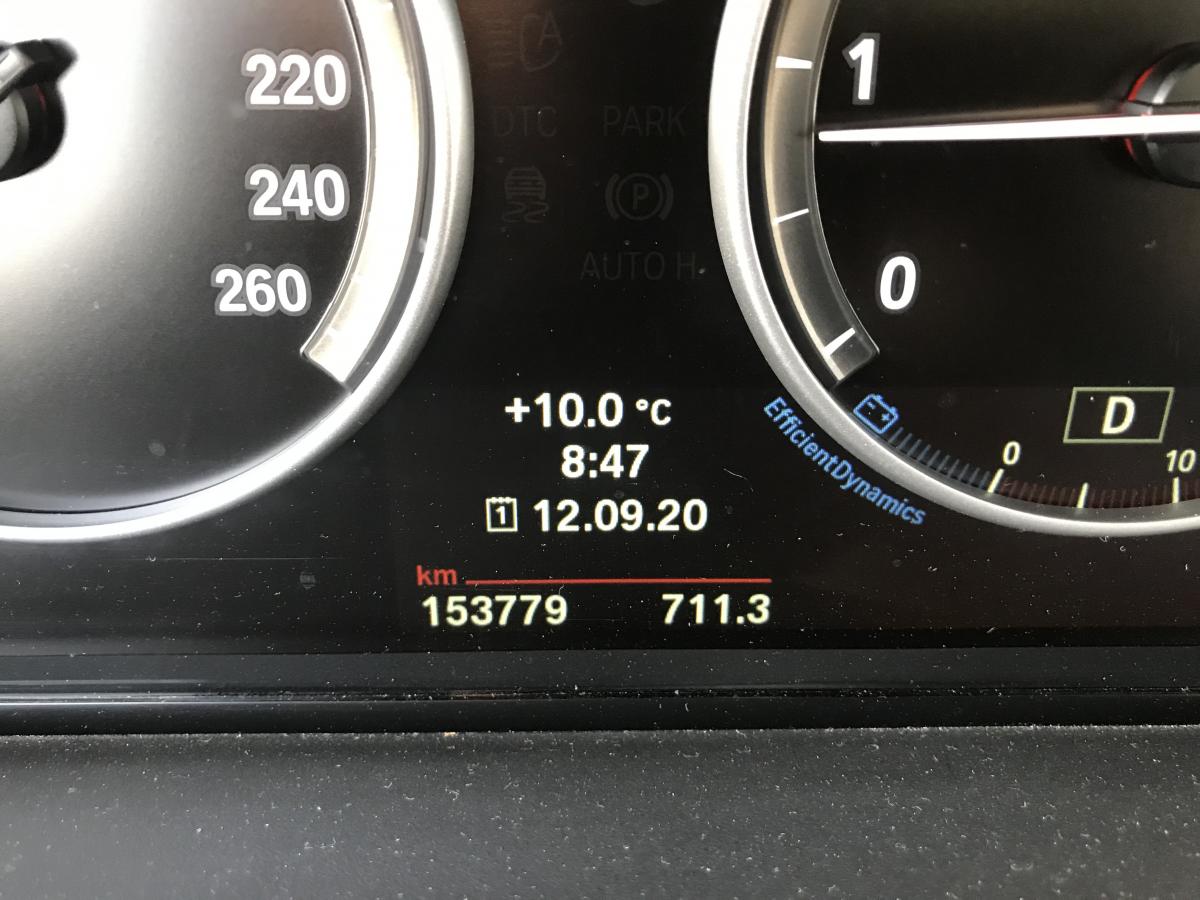 220
240
260
A
DTC
PARK
P
AUTO H
1
0
+10.0 °C
8:47
1 12.09.20
km
153779 711.3
EfficientDynamics
0
10
D